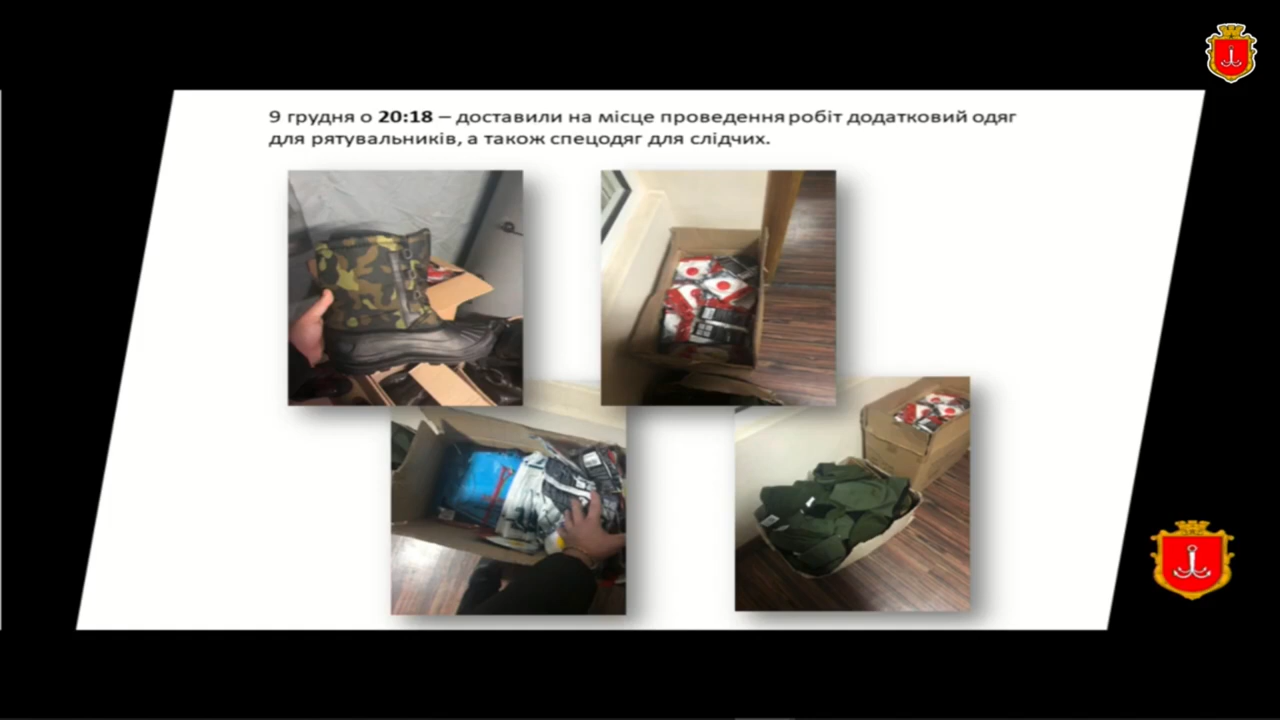 9 грудня о 20:18 – доставили на місце проведення робіт додатковий одяг
для рятувальників, а також спецодяг для слідчих.